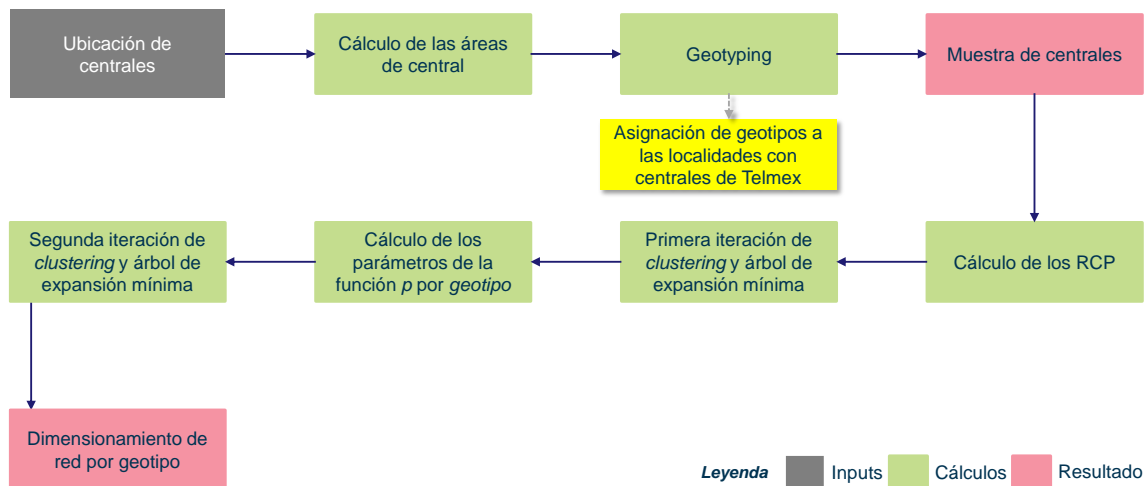 Ubicación de
centrales
Cálculo de las áreas
de central
Geotyping
Muestra de centrales
Asignación de geotipos a
las localidades con
centrales de Telmex
Segunda iteración de
clustering y árbol de
expansión mínima
Cálculo de los
parámetros de la
función p por geotipo
Primera iteración de
clustering y árbol de
expansión mínima
Cálculo de los RCP
Dimensionamiento de
red por geotipo
Leyenda Inputs Cálculos Resultado